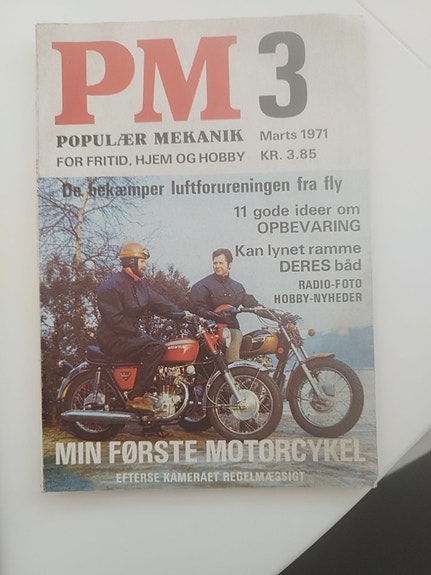 PM 3
POPULÆR MEKANIK
Marts 1971
FOR FRITID, HJEM OG HOBBY
KR. 3.85
De bekæmper luftforureningen fra fly
11 gode ideer om
OPBEVARING
Kan lynet ramme
DERES båd
RADIO-FOTO
HOBBY-NYHEDER
MIN FØRSTE MOTORCYKEL
EFTERSE KAMERAET REGELMÆSSIGT